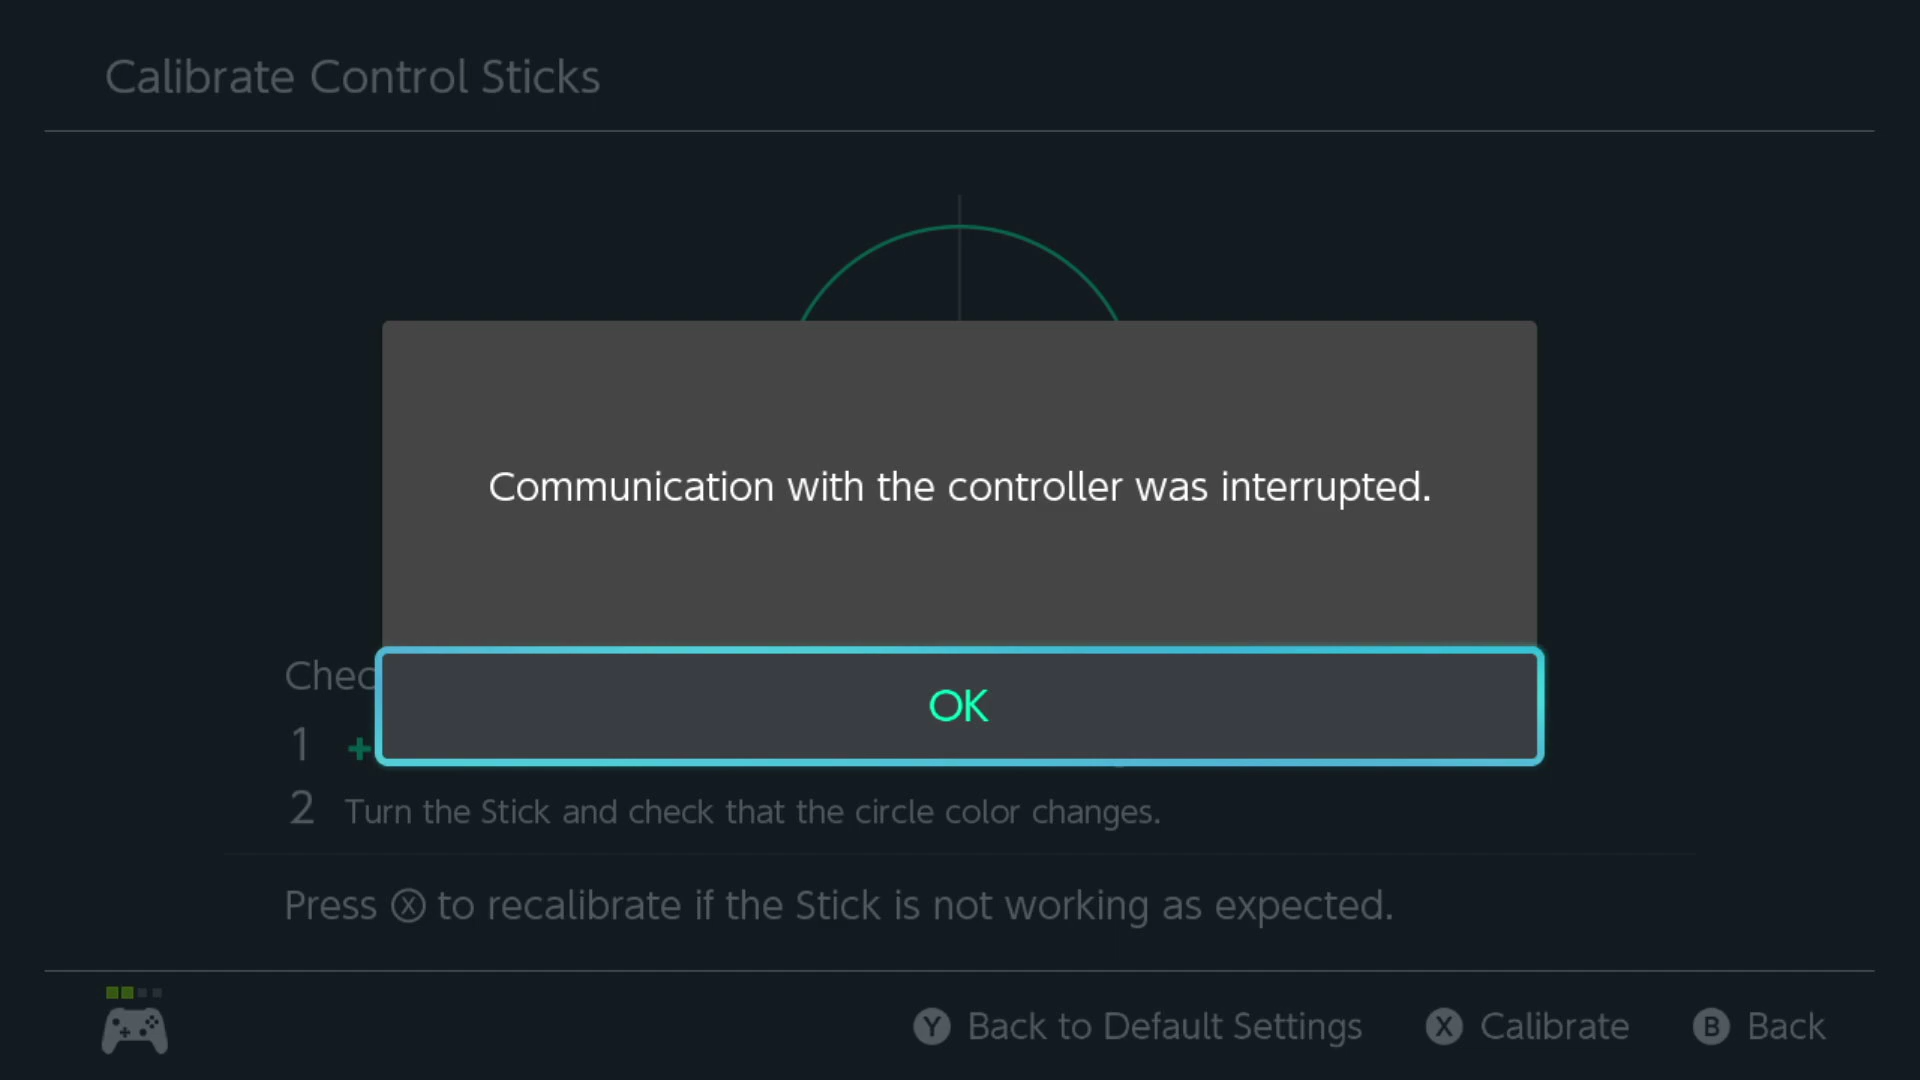 Calibrate Control Sticks
Communication with the controller was interrupted.
OK
Chec
1 +
2 Turn the Stick and check that the circle color changes.
Press Ⓧ to recalibrate if the Stick is not working as expected.
Y Back to Default Settings X Calibrate B Back